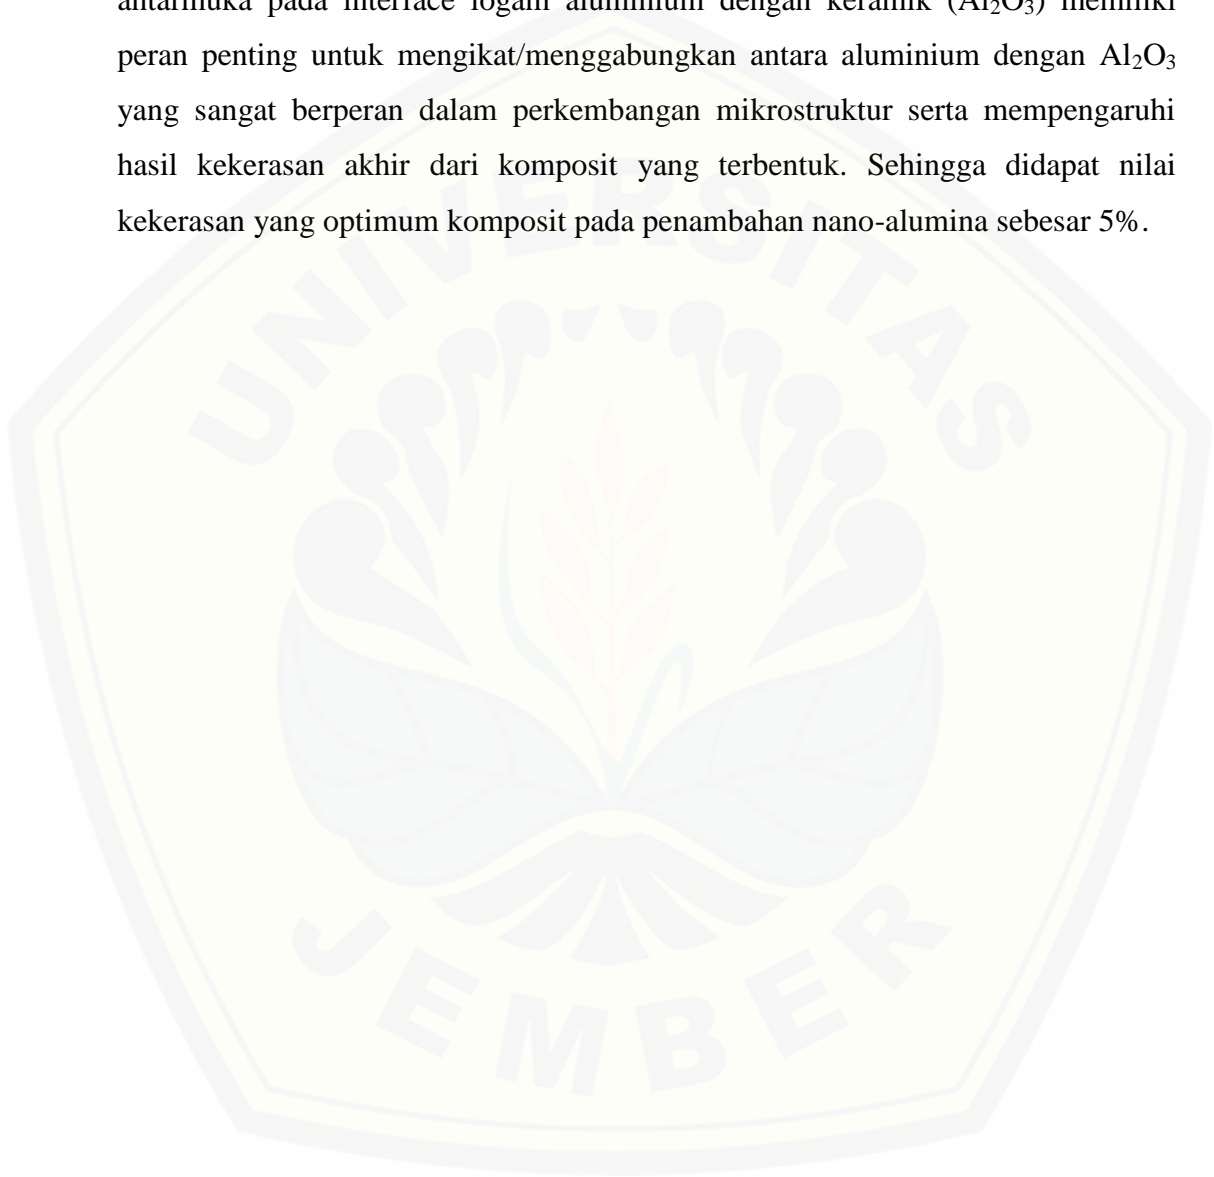 antarmuka pada interface logam aluminium dengan keramik (Al₂O₃) memiliki
peran penting untuk mengikat/menggabungkan antara aluminium dengan Al₂O₃
yang sangat berperan dalam perkembangan mikrostruktur serta mempengaruhi
hasil kekerasan akhir dari komposit yang terbentuk. Sehingga didapat nilai
kekerasan yang optimum komposit pada penambahan nano-alumina sebesar 5%.
UNIVERSITAS
JEMBER